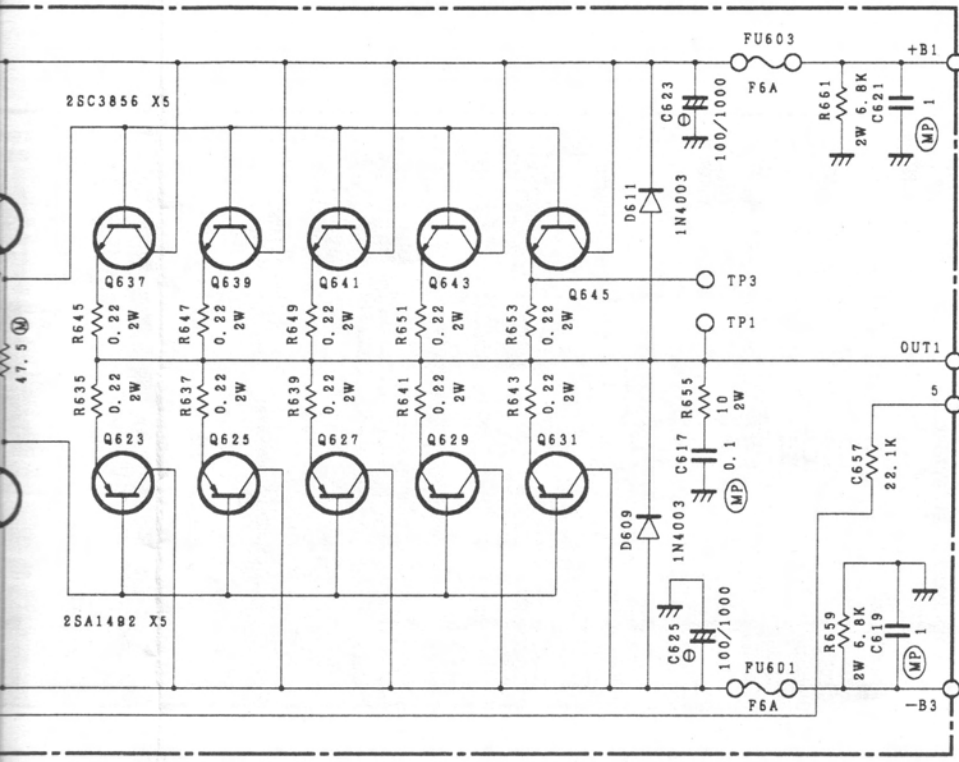 FU603
+B1
F6A
2SC3856 X5
C623
⊖
100/1000
R661
2W 6.8K
C621
1
MP
D611
1N4003
Q637
Q639
Q641
Q643
Q645
TP3
TP1
R645
0.22
2W
R647
0.22
2W
R649
0.22
2W
R651
0.22
2W
R653
0.22
2W
47.5 M
OUT1
R635
0.22
2W
R637
0.22
2W
R639
0.22
2W
R641
0.22
2W
R643
0.22
2W
R655
10
2W
5
Q623
Q625
Q627
Q629
Q631
C617
0.1
MP
C657
22.1K
D609
1N4003
2SA1492 X5
C625
⊖
100/1000
R659
2W 6.8K
C619
1
MP
FU601
F6A
-B3